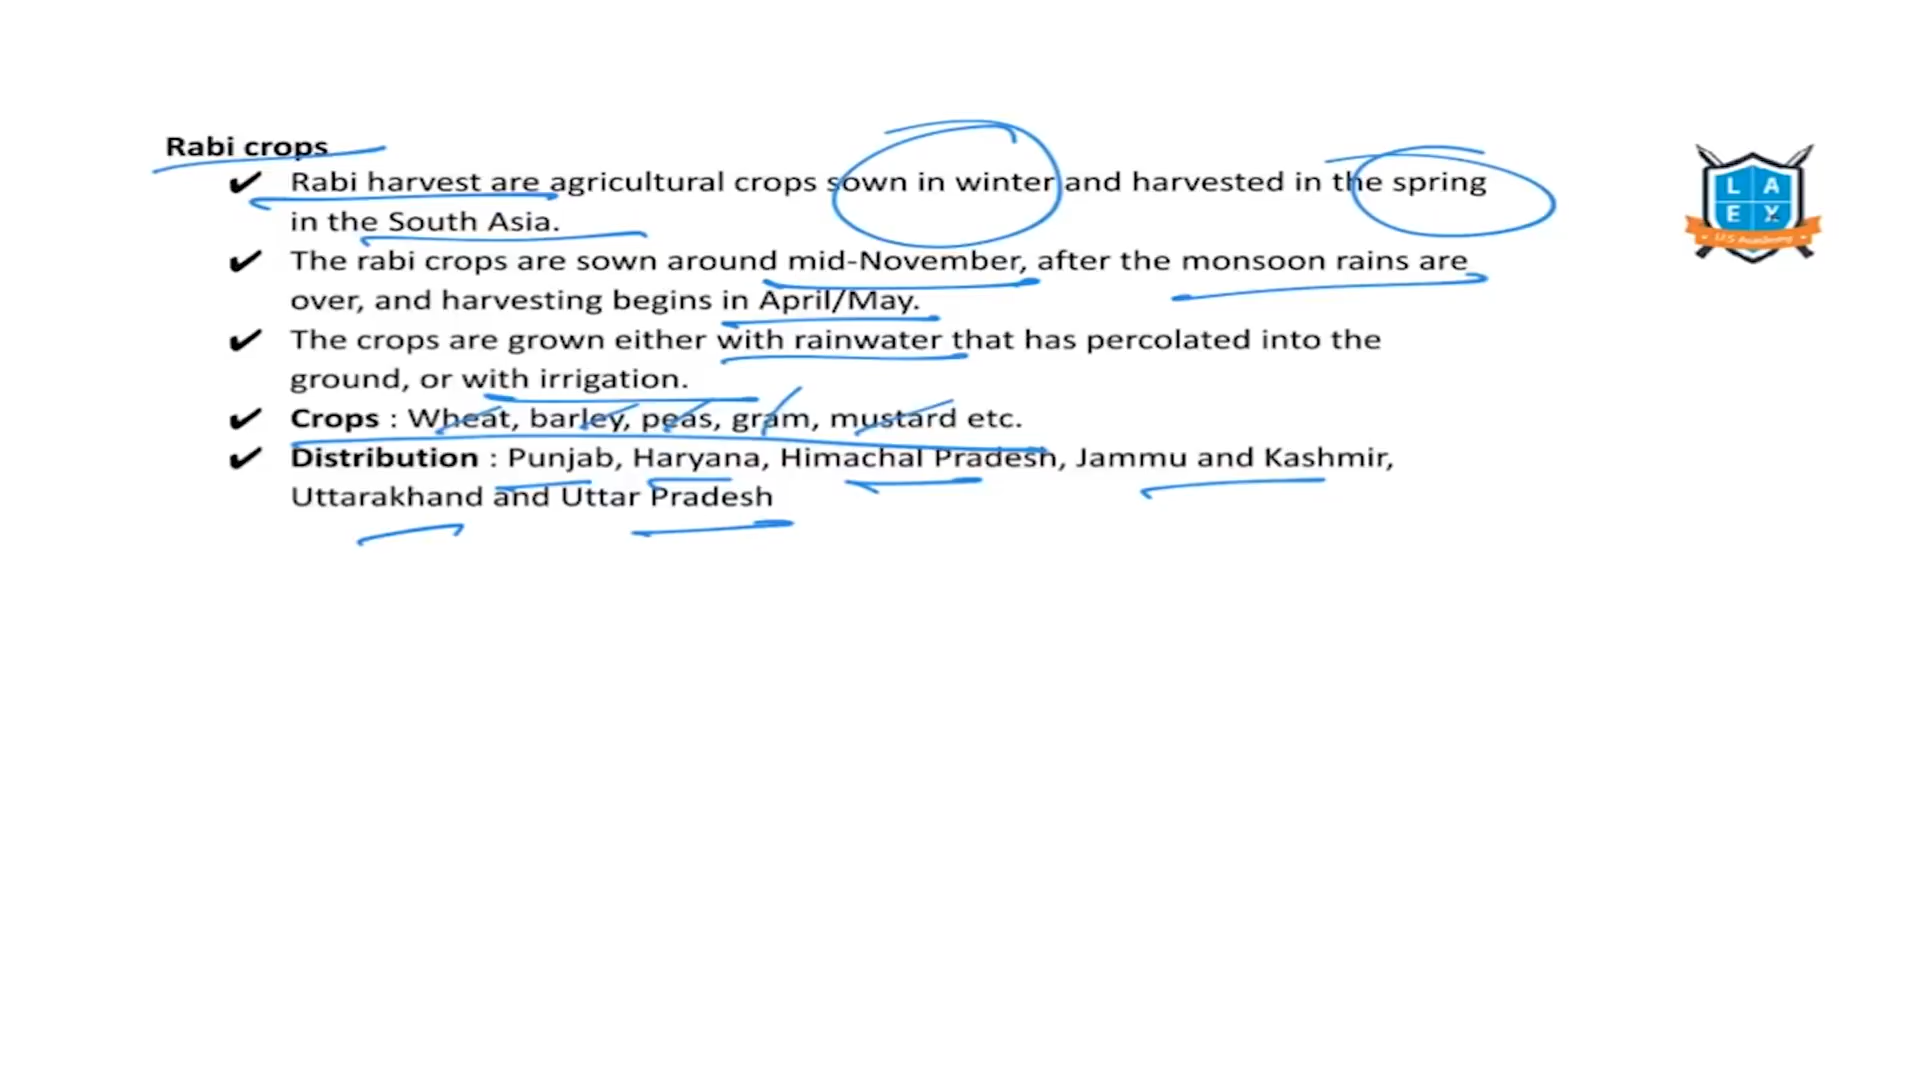 Rabi crops
✔ Rabi harvest are agricultural crops sown in winter and harvested in the spring
in the South Asia.
✔ The rabi crops are sown around mid-November, after the monsoon rains are
over, and harvesting begins in April/May.
✔ The crops are grown either with rainwater that has percolated into the
ground, or with irrigation.
✔ Crops : Wheat, barley, peas, gram, mustard etc.
✔ Distribution : Punjab, Haryana, Himachal Pradesh, Jammu and Kashmir,
Uttarakhand and Uttar Pradesh
L A
E X
U.S Academy